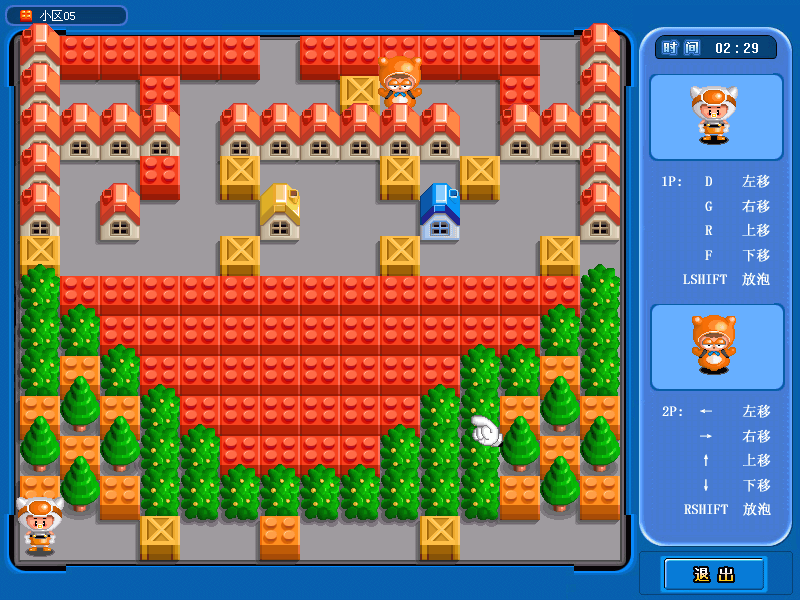 小区05
时间 02:29
1P: D 左移
G 右移
R 上移
F 下移
LSHIFT 放泡
2P: ← 左移
→ 右移
↑ 上移
↓ 下移
RSHIFT 放泡
退出